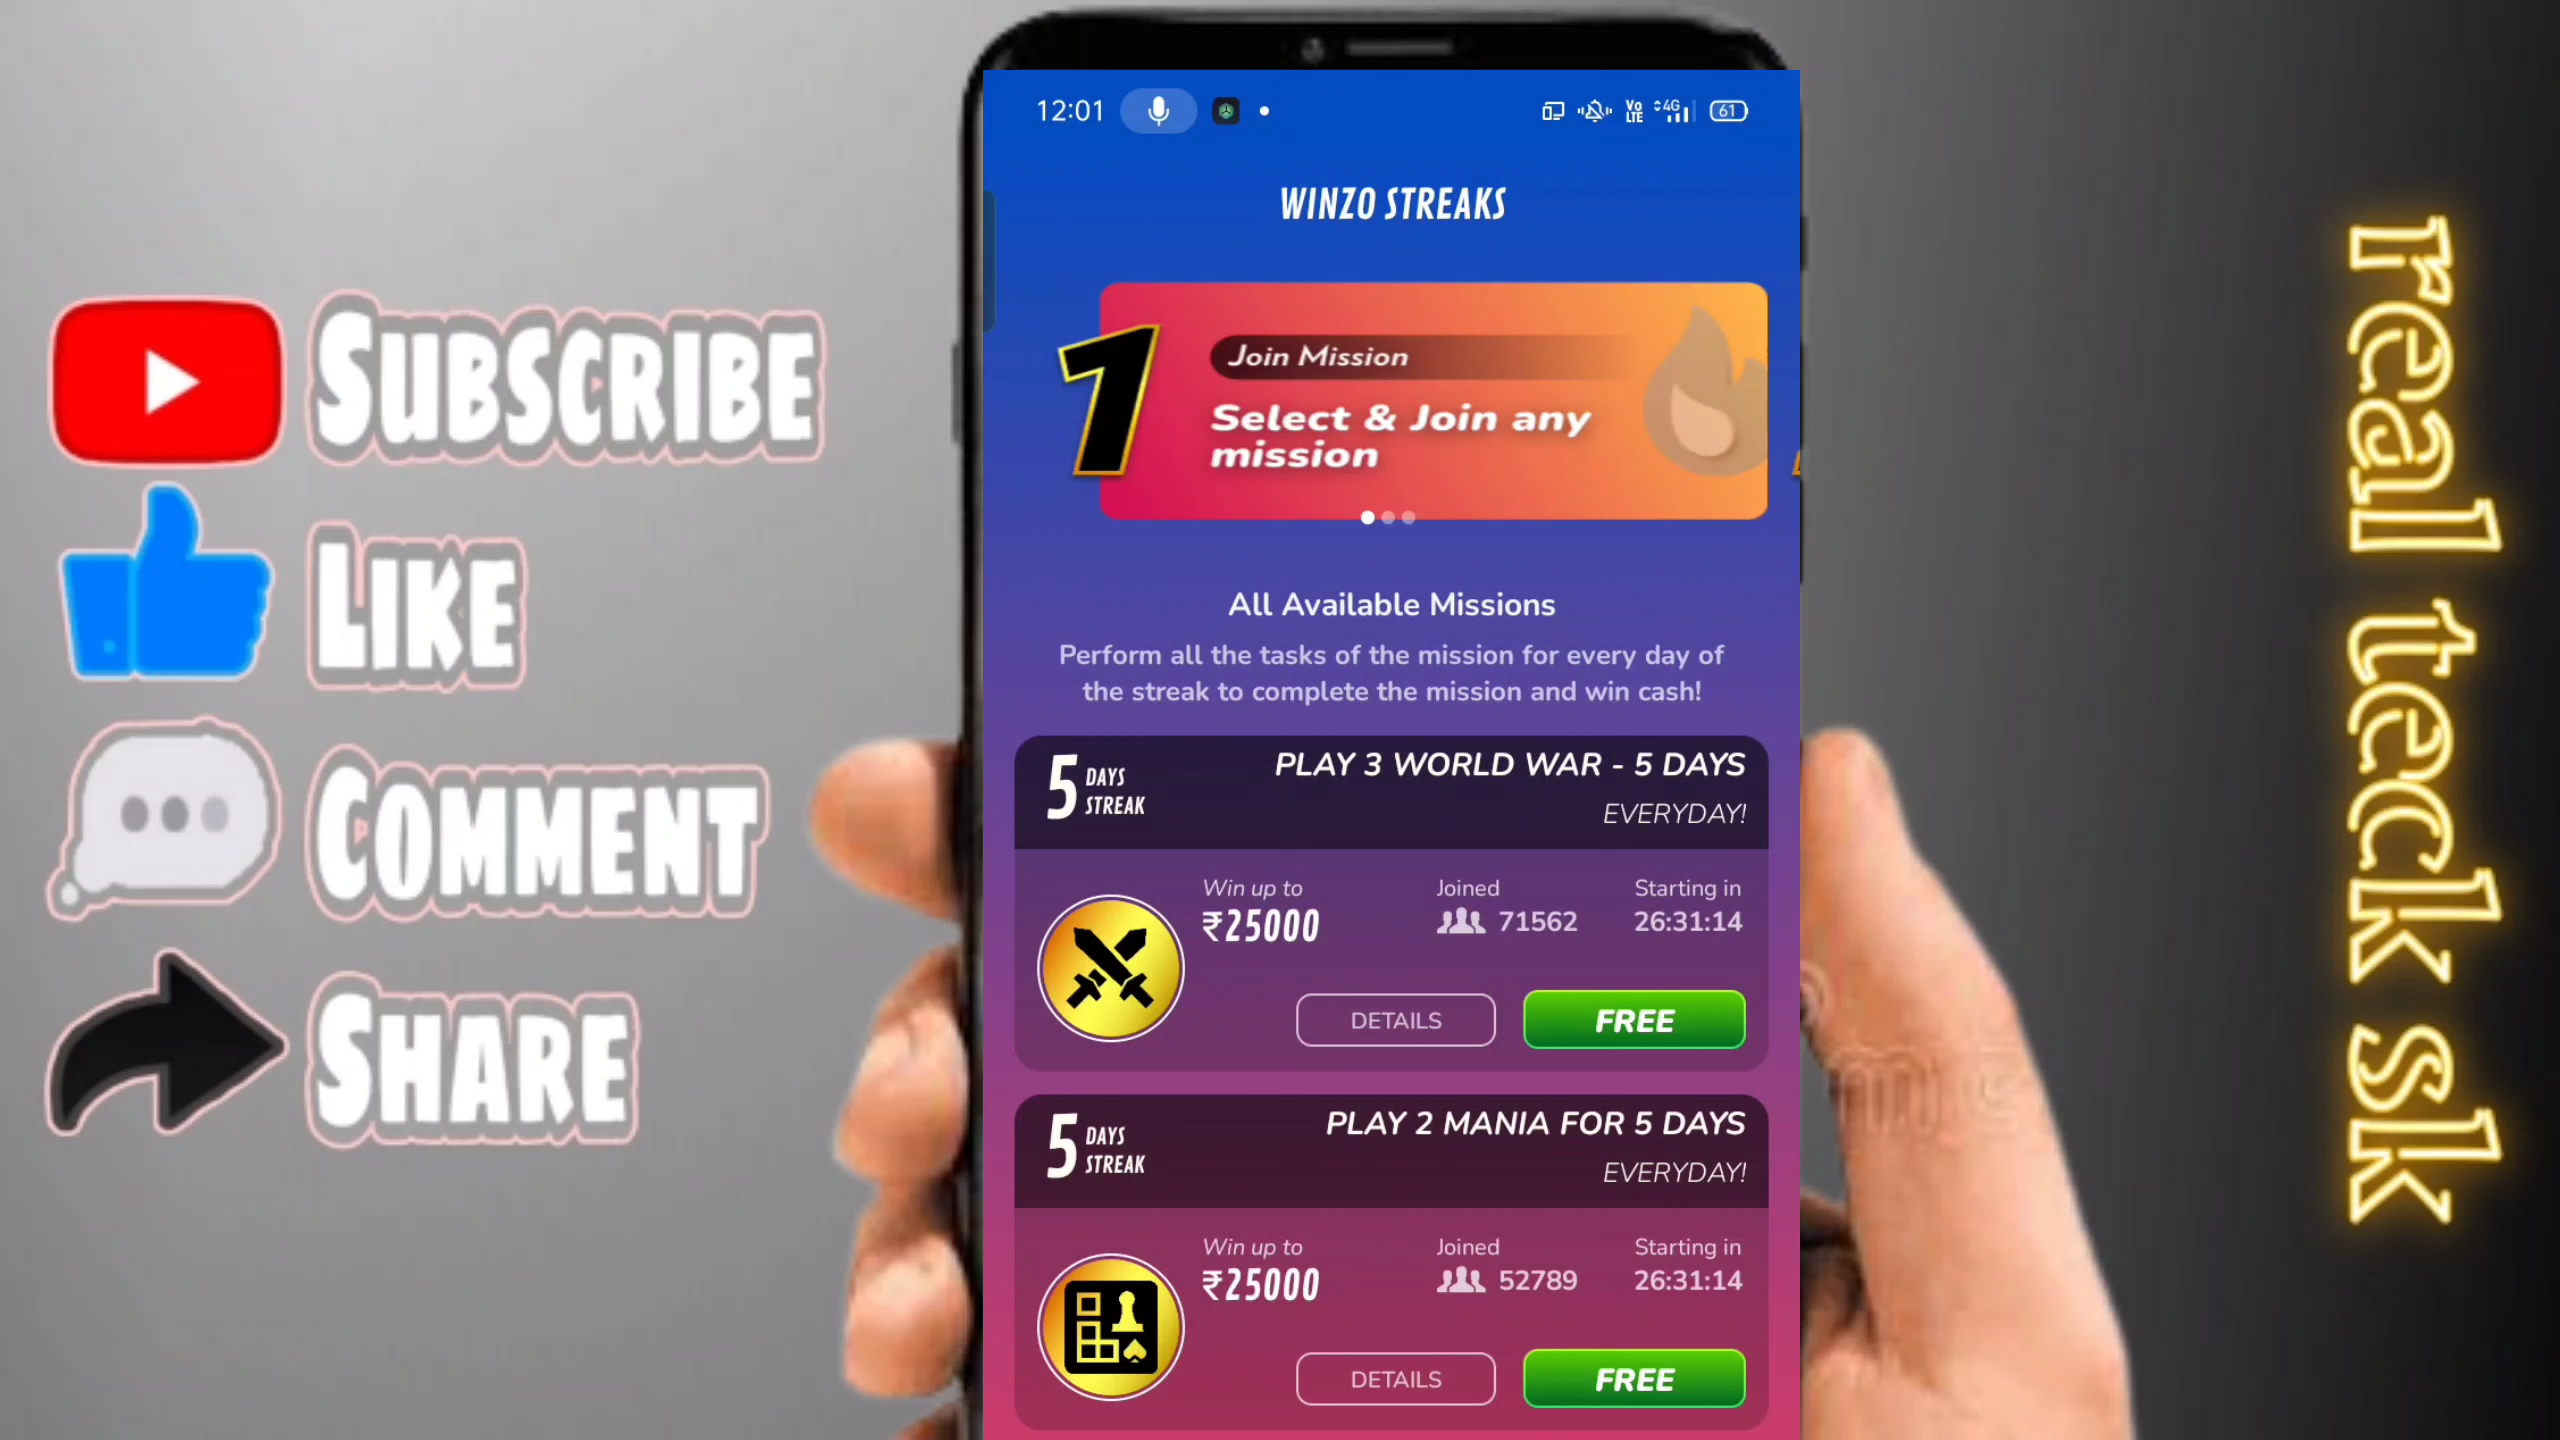 SUBSCRIBE
LIKE
COMMENT
SHARE
12:01
Vo LTE
4G
61
WINZO STREAKS
1
Join Mission
Select & Join any
mission
All Available Missions
Perform all the tasks of the mission for every day of
the streak to complete the mission and win cash!
5 DAYS STREAK
PLAY 3 WORLD WAR - 5 DAYS
EVERYDAY!
Win up to
₹25000
Joined
71562
Starting in
26:31:14
DETAILS
FREE
5 DAYS STREAK
PLAY 2 MANIA FOR 5 DAYS
EVERYDAY!
Win up to
₹25000
Joined
52789
Starting in
26:31:14
DETAILS
FREE
real teck sk